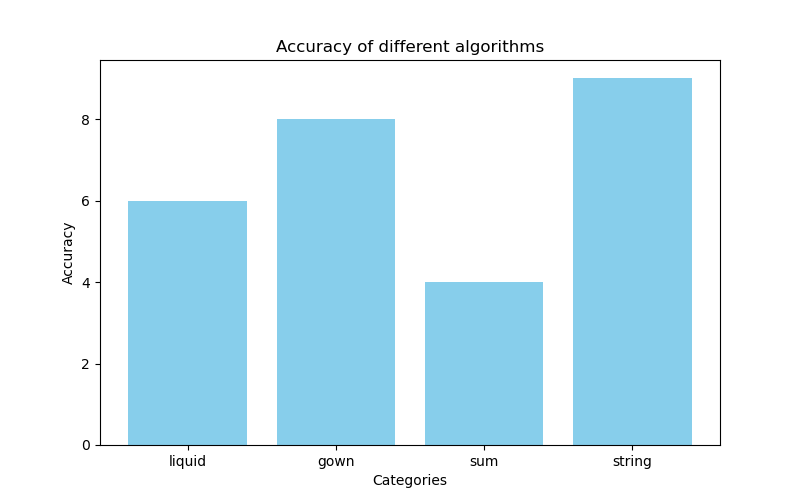 Accuracy of different algorithms
Accuracy
8
6
4
2
0
liquid gown sum string
Categories